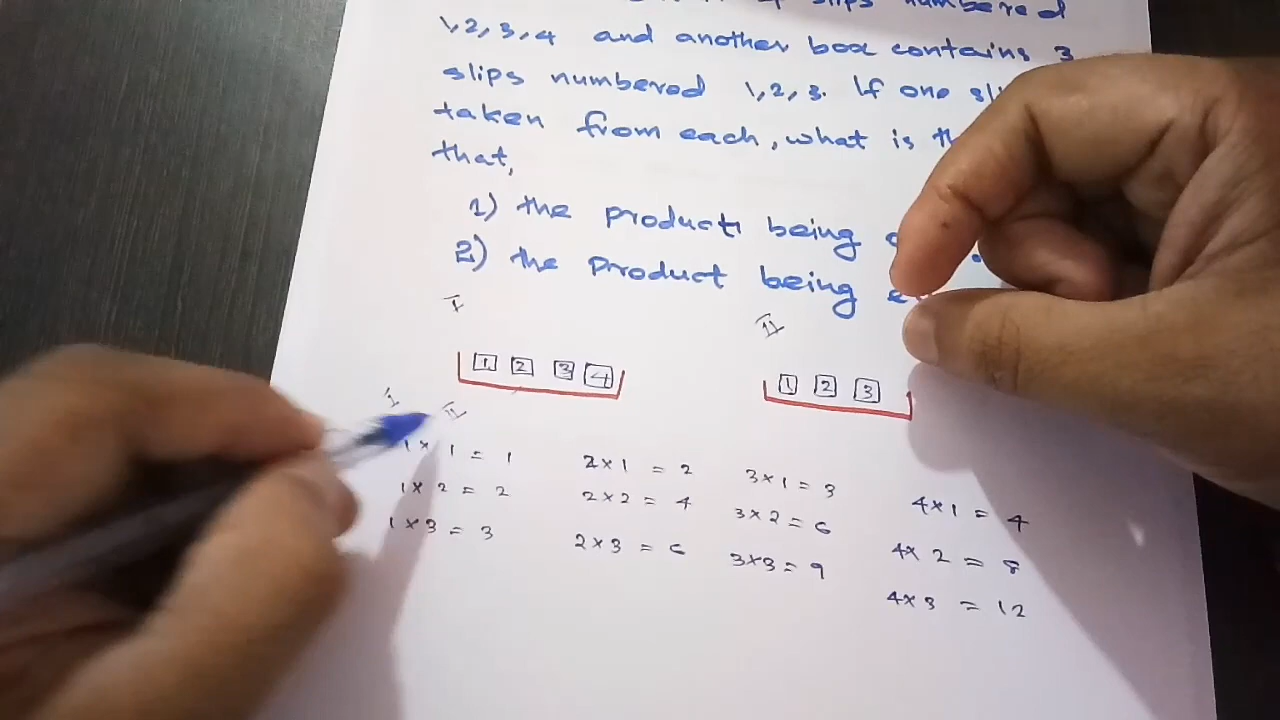 slips numbered
1, 2, 3, 4 and another box contains 3
slips numbered 1, 2, 3. If one
taken from each, what is
that,
1) the product being
2) the product being
I
II
1 2 3 4
1 2 3
I II
1 × 1 = 1 2 × 1 = 2 3 × 1 = 3 4 × 1 = 4
1 × 2 = 2 2 × 2 = 4 3 × 2 = 6 4 × 2 = 8
1 × 3 = 3 2 × 3 = 6 3 × 3 = 9 4 × 3 = 12